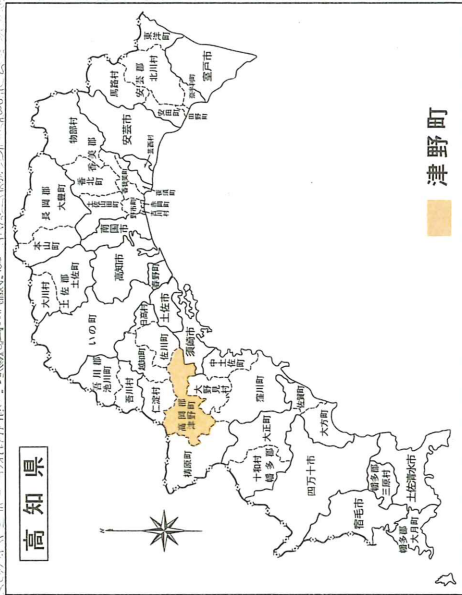 高知県
N
東洋町
室戸市
北川村
安芸郡
馬路村
奈半利町
田野町
安田町
安芸市
芸西村
物部村
香美郡
香北町
土佐山田町
野市町
夜須町
赤岡町
吉川村
長岡郡
大豊町
本山町
南国市
大川村
土佐郡
土佐町
高知市
春野町
いの町
土佐市
日高村
吾川郡
池川町
吾川村
越知町
佐川町
仁淀村
須崎市
高岡郡
津野町
中土佐町
大野見村
梼原町
窪川町
大正町
十和村
幡多郡
佐賀町
大方町
四万十市
宿毛市
幡多郡
三原村
土佐清水市
幡多郡
大月町
津野町